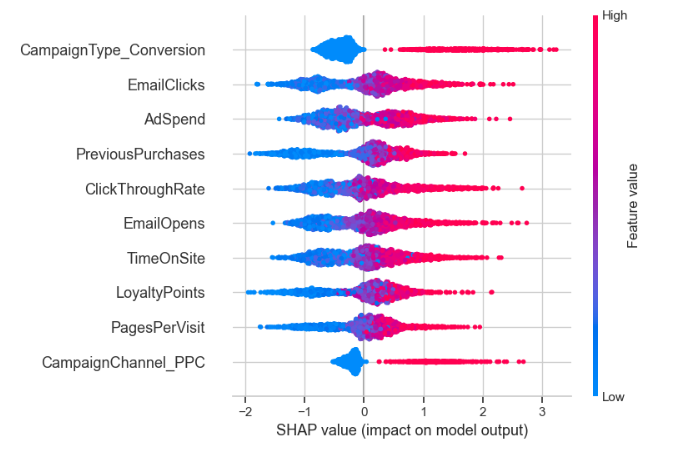 High
CampaignType_Conversion
EmailClicks
AdSpend
PreviousPurchases
ClickThroughRate
EmailOpens
TimeOnSite
LoyaltyPoints
PagesPerVisit
CampaignChannel_PPC
Feature value
Low
−2 −1 0 1 2 3
SHAP value (impact on model output)